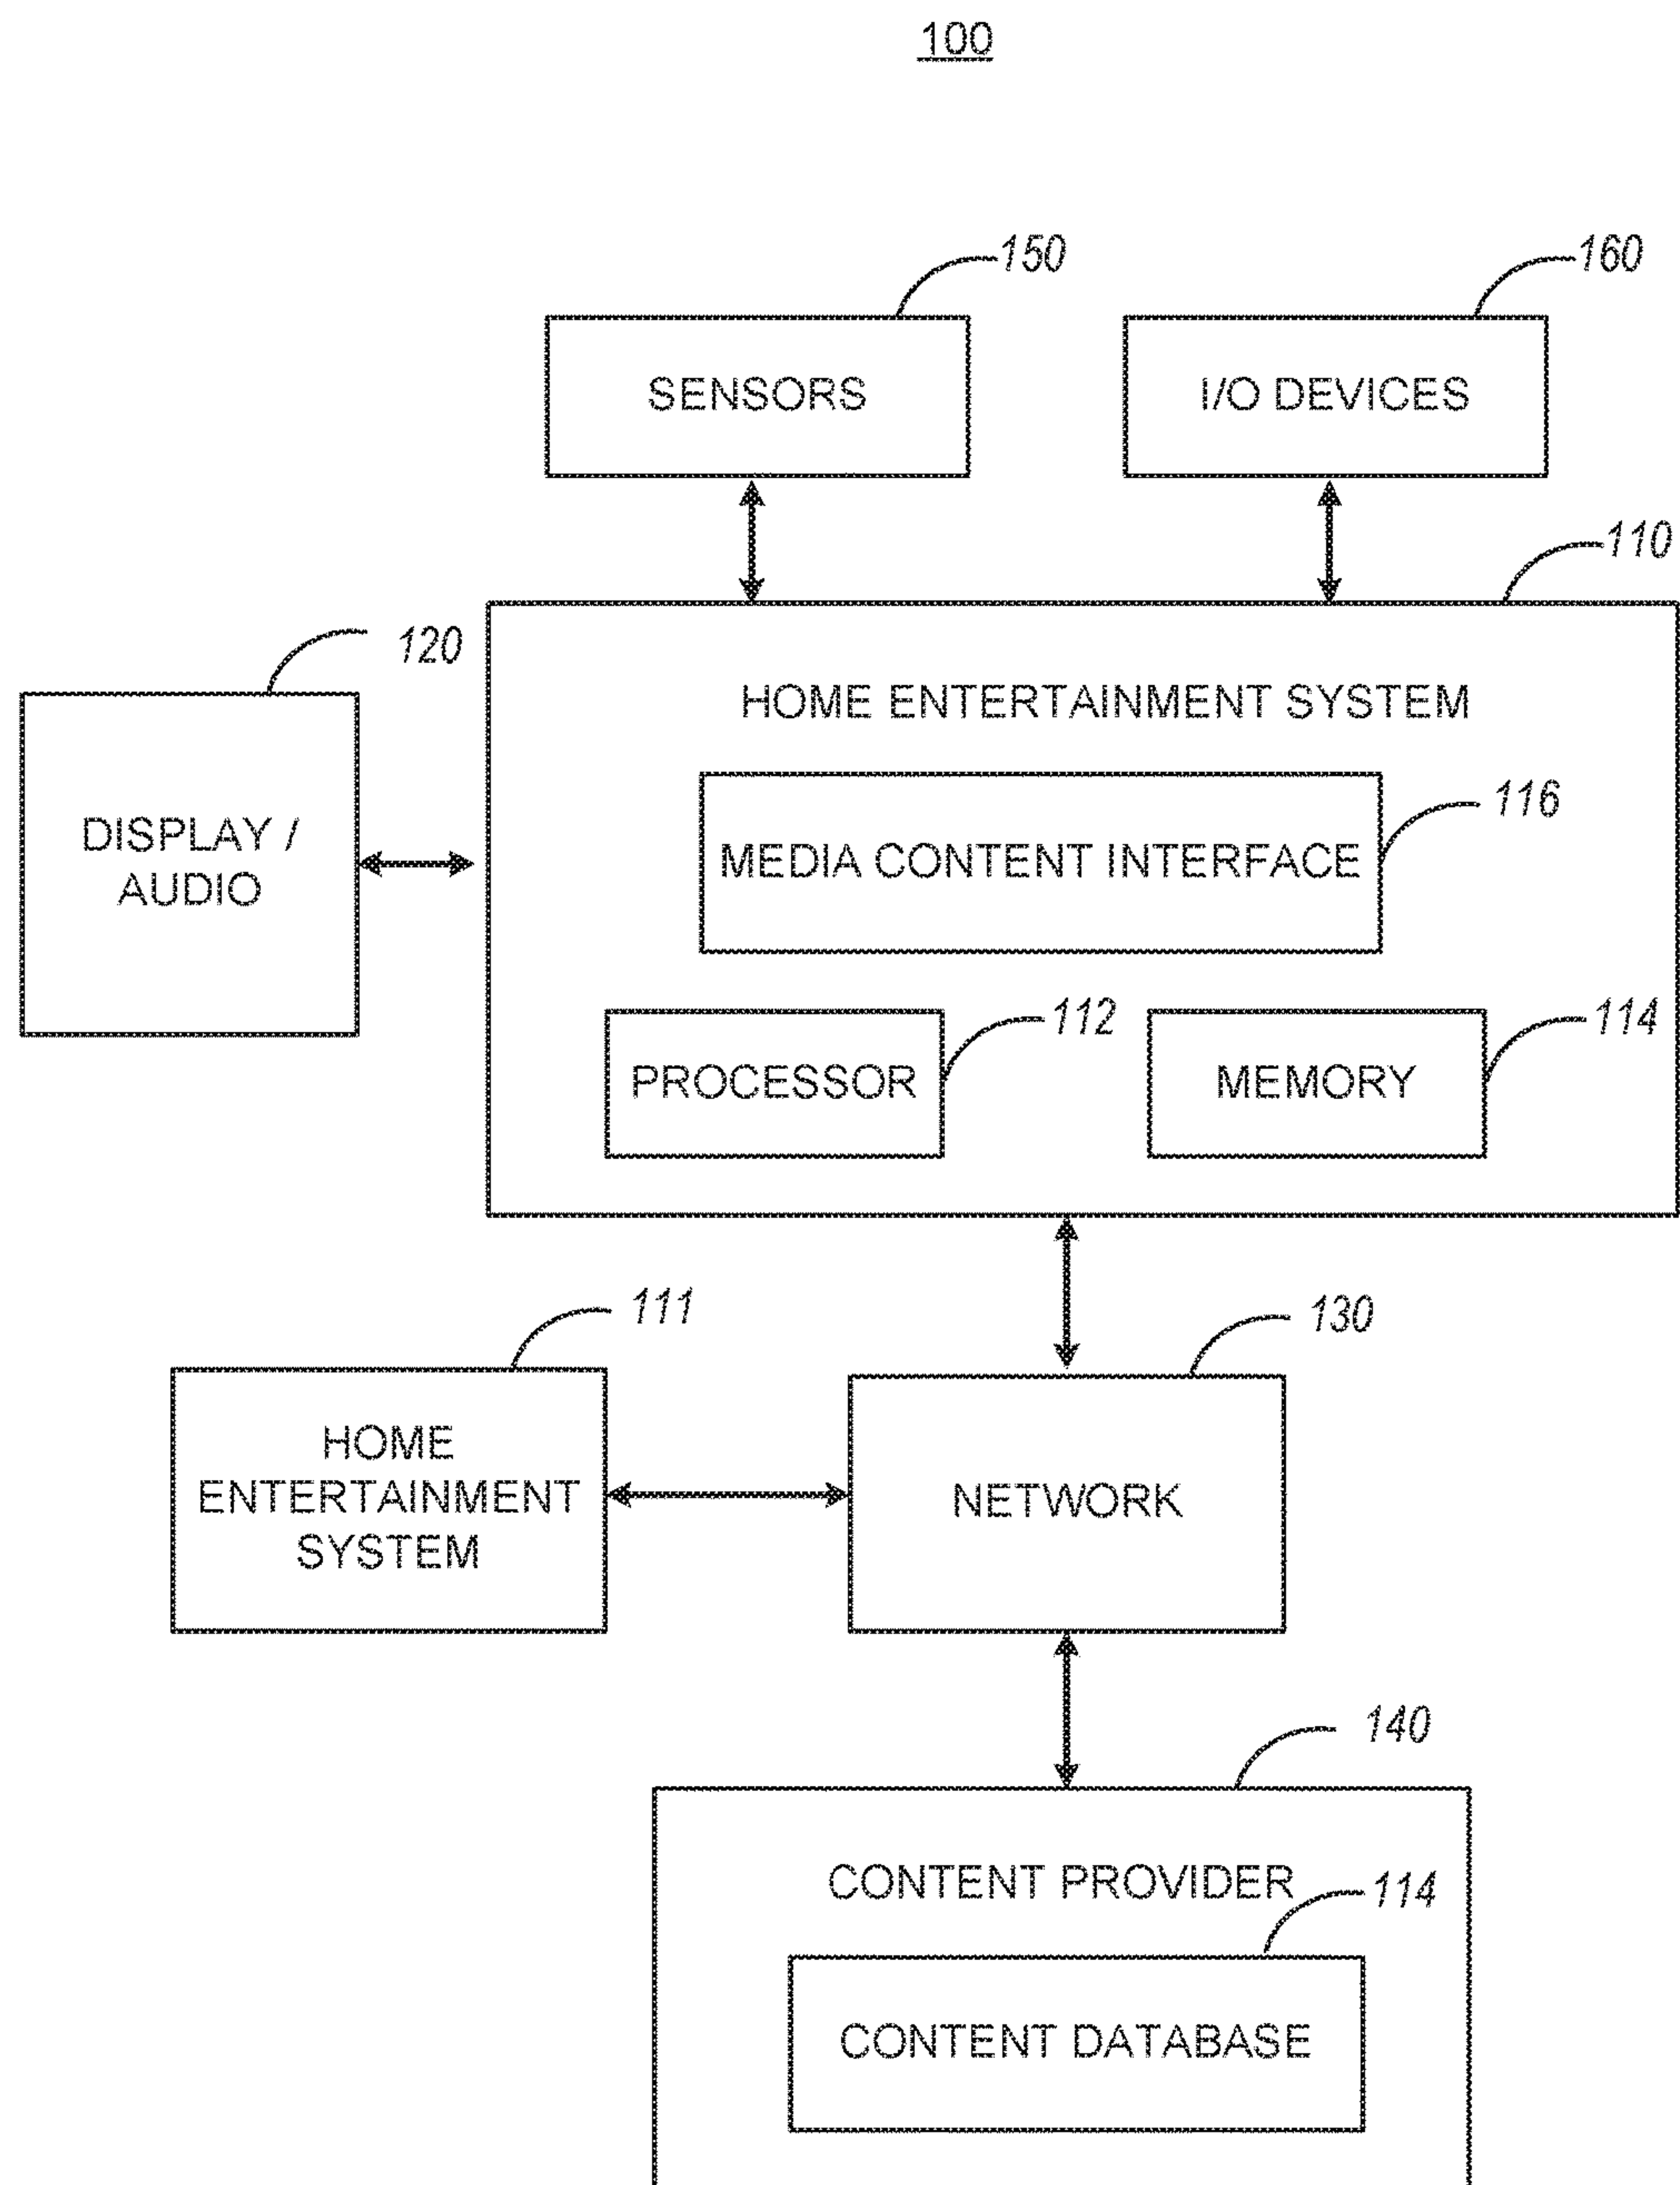 100
150
160
SENSORS
I/O DEVICES
110
120
HOME ENTERTAINMENT SYSTEM
DISPLAY /
AUDIO
116
MEDIA CONTENT INTERFACE
112
114
PROCESSOR
MEMORY
111
130
HOME
ENTERTAINMENT
SYSTEM
NETWORK
140
CONTENT PROVIDER
114
CONTENT DATABASE